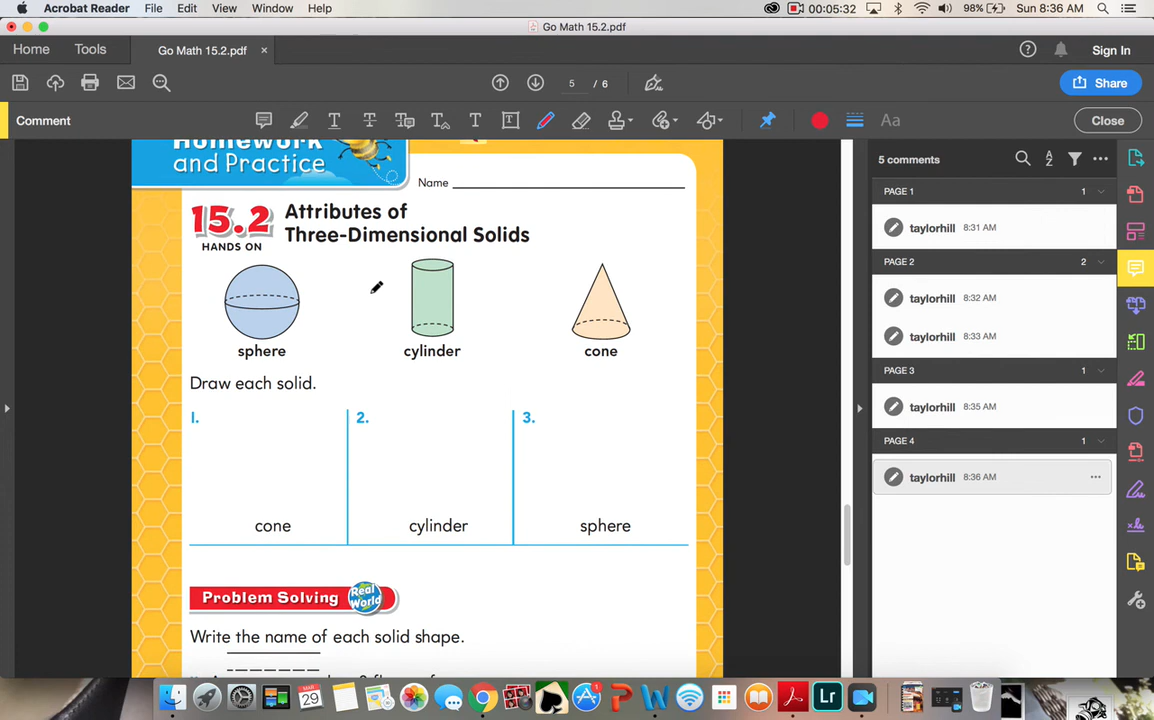 Acrobat Reader File Edit View Window Help 00:05:32 98% Sun 8:36 AM
Go Math 15.2.pdf
Home Tools Go Math 15.2.pdf × Sign In
5 / 6 Share
Comment Aa Close
Homework
and Practice
Name
15.2
HANDS ON
Attributes of
Three-Dimensional Solids
sphere cylinder cone
Draw each solid.
1. 2. 3.
cone cylinder sphere
Problem Solving Real World
Write the name of each solid shape.
5 comments
PAGE 1 1
taylorhill 8:31 AM
PAGE 2 2
taylorhill 8:32 AM
taylorhill 8:33 AM
PAGE 3 1
taylorhill 8:35 AM
PAGE 4 1
taylorhill 8:36 AM
MAR
29
Lr